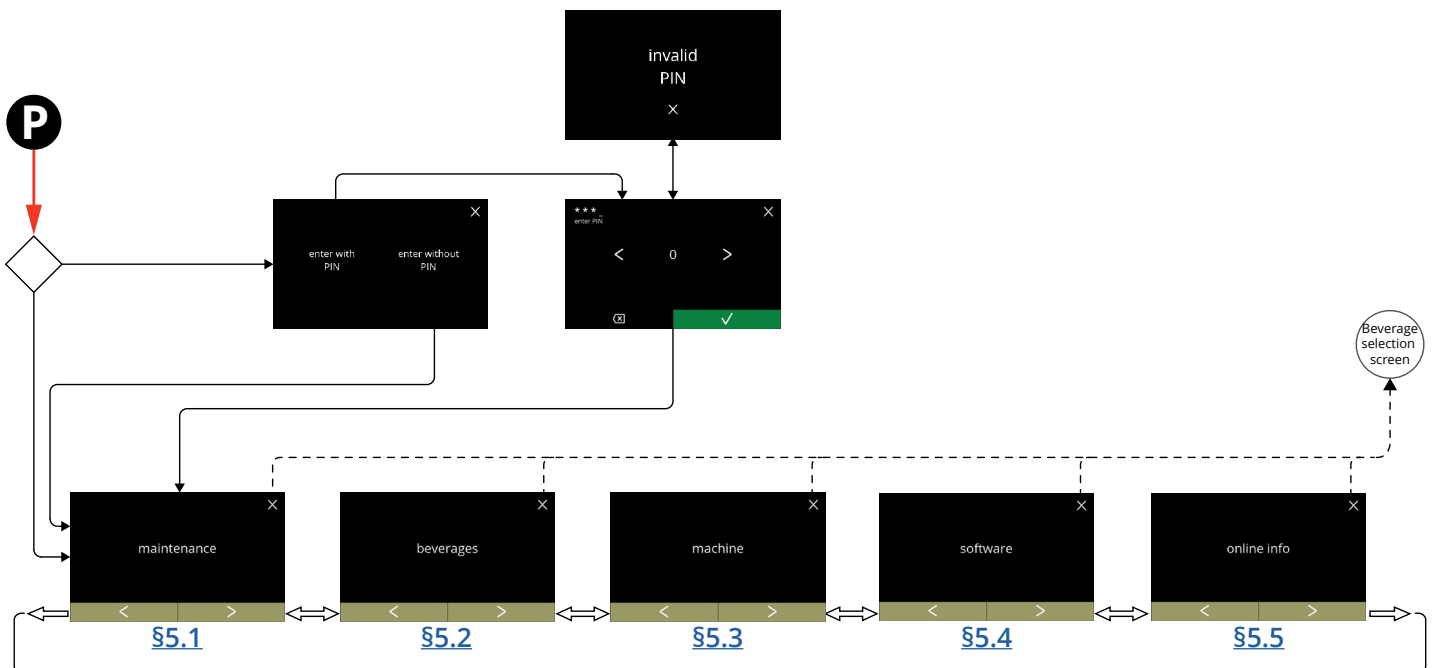 invalid
PIN
P
***_
enter PIN
enter with
PIN
enter without
PIN
< 0 >
Beverage
selection
screen
maintenance
beverages
machine
software
online info
§5.1
§5.2
§5.3
§5.4
§5.5